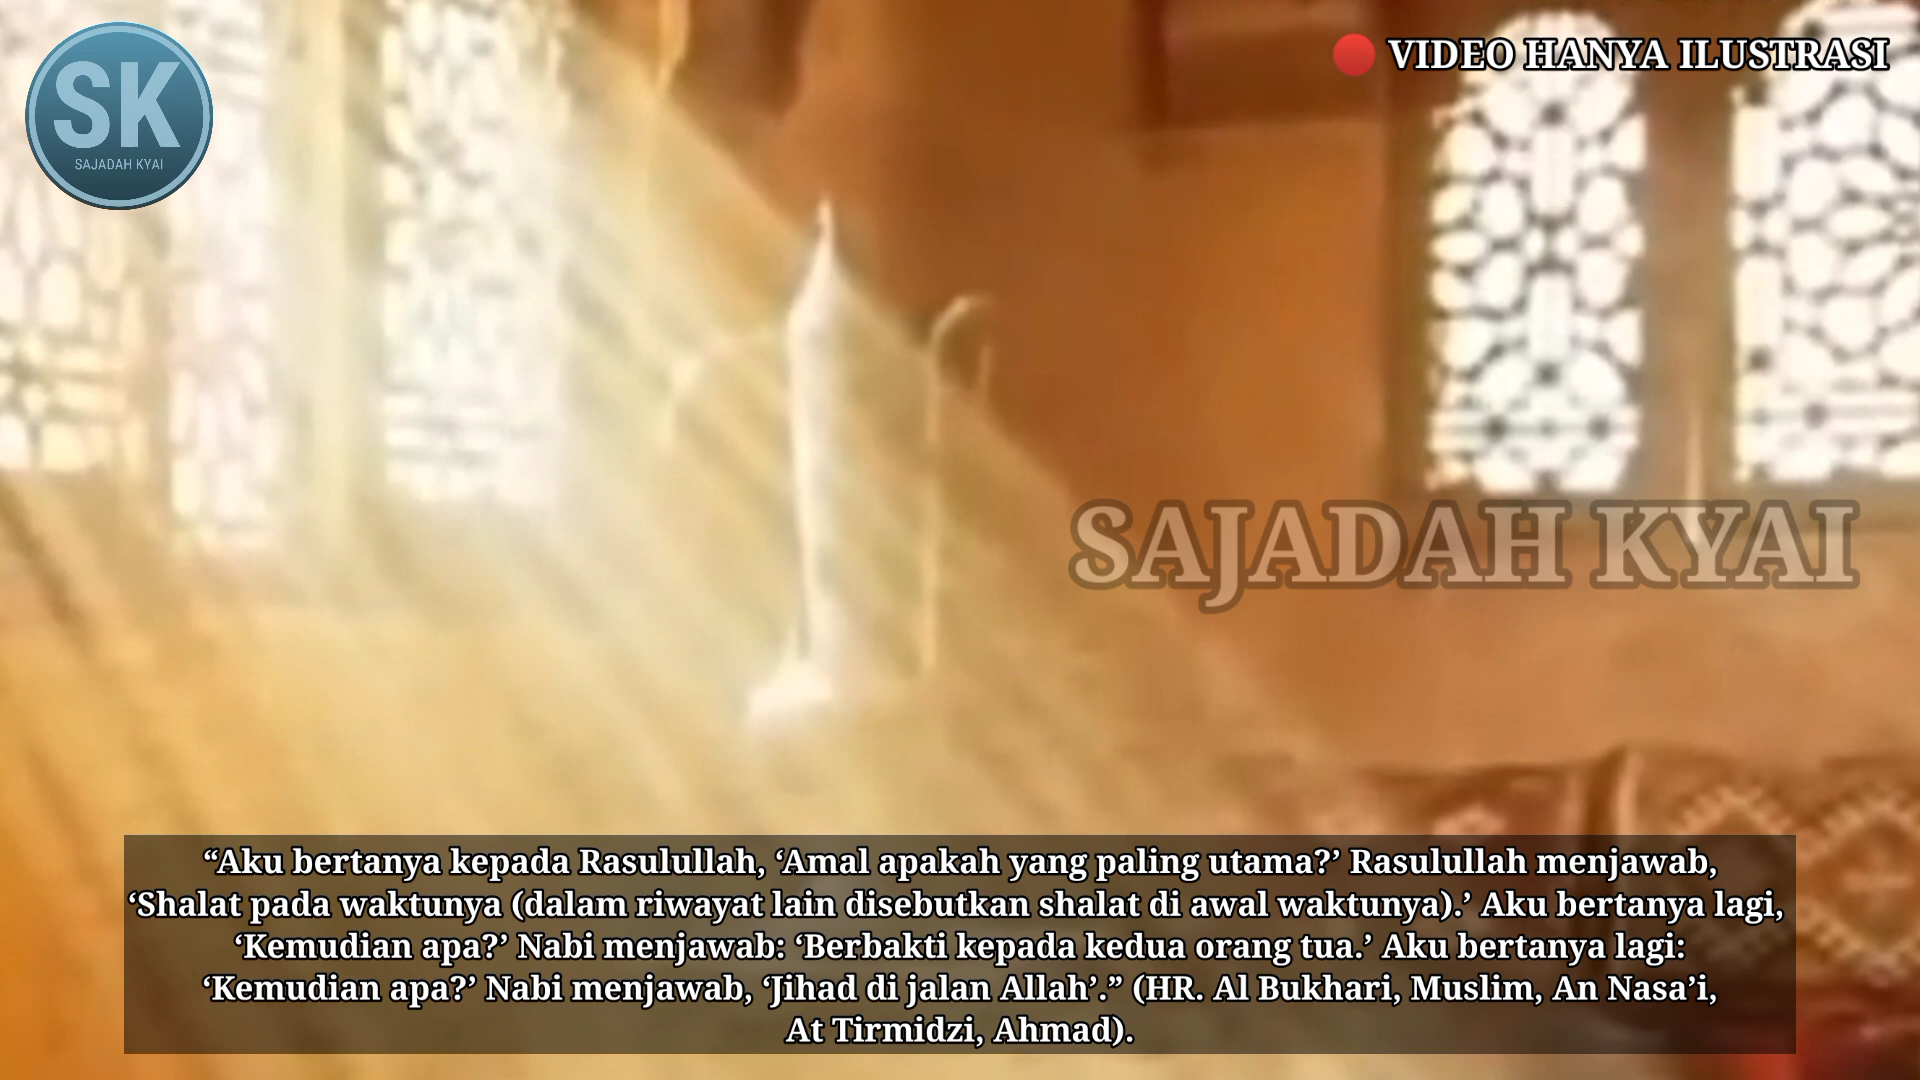 SK
SAJADAH KYAI
VIDEO HANYA ILUSTRASI
SAJADAH KYAI
“Aku bertanya kepada Rasulullah, ‘Amal apakah yang paling utama?’ Rasulullah menjawab,
‘Shalat pada waktunya (dalam riwayat lain disebutkan shalat di awal waktunya).’ Aku bertanya lagi,
‘Kemudian apa?’ Nabi menjawab: ‘Berbakti kepada kedua orang tua.’ Aku bertanya lagi:
‘Kemudian apa?’ Nabi menjawab, ‘Jihad di jalan Allah’.” (HR. Al Bukhari, Muslim, An Nasa’i,
At Tirmidzi, Ahmad).